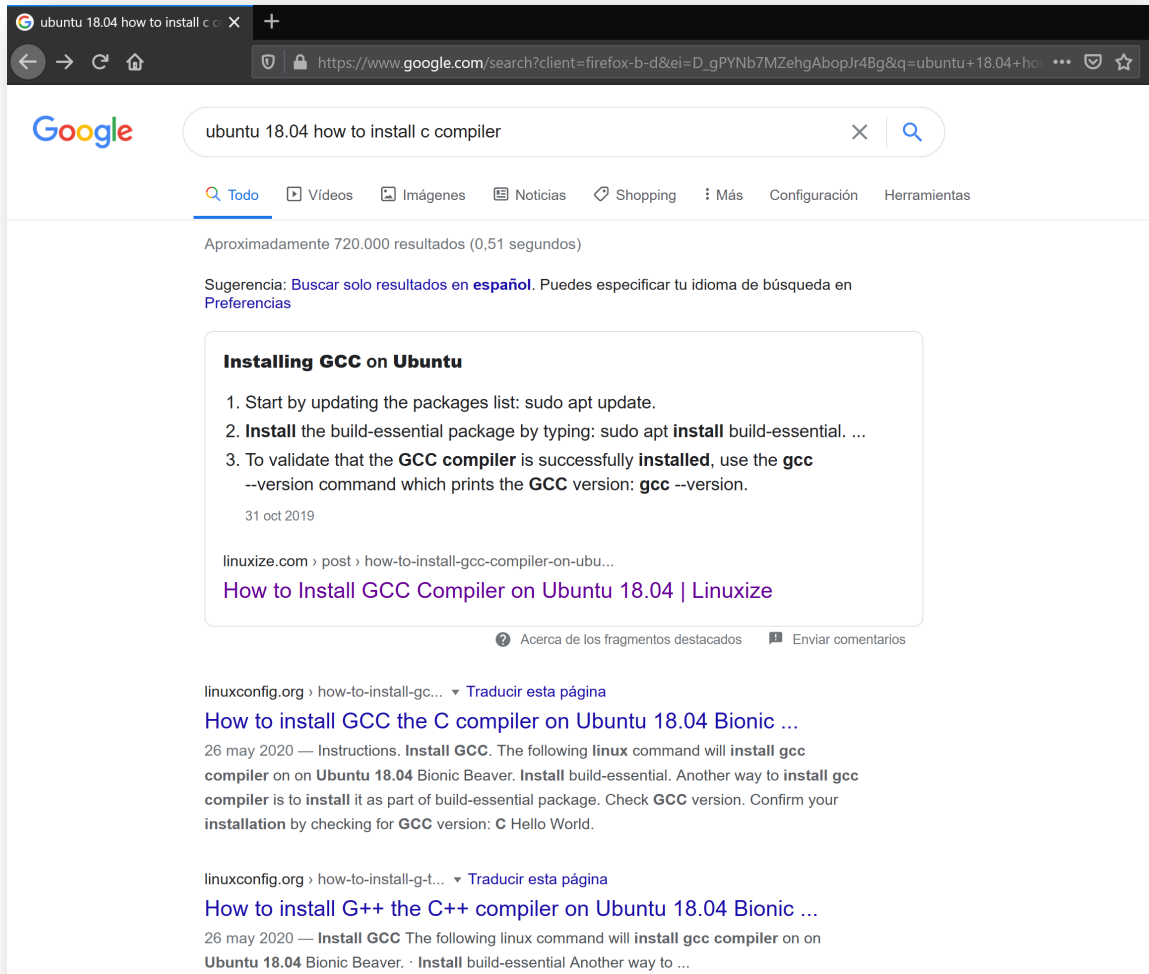 ubuntu 18.04 how to install c c
https://www.google.com/search?client=firefox-b-d&ei=D_gPYNb7MZehgAbopJr4Bg&q=ubuntu+18.04+ho
Google
ubuntu 18.04 how to install c compiler
Todo Vídeos Imágenes Noticias Shopping Más Configuración Herramientas
Aproximadamente 720.000 resultados (0,51 segundos)
Sugerencia: Buscar solo resultados en español. Puedes especificar tu idioma de búsqueda en
Preferencias
Installing GCC on Ubuntu
1. Start by updating the packages list: sudo apt update.
2. Install the build-essential package by typing: sudo apt install build-essential. ...
3. To validate that the GCC compiler is successfully installed, use the gcc
--version command which prints the GCC version: gcc --version.
31 oct 2019
linuxize.com › post › how-to-install-gcc-compiler-on-ubu...
How to Install GCC Compiler on Ubuntu 18.04 | Linuxize
Acerca de los fragmentos destacados Enviar comentarios
linuxconfig.org › how-to-install-gc... Traducir esta página
How to install GCC the C compiler on Ubuntu 18.04 Bionic ...
26 may 2020 — Instructions. Install GCC. The following linux command will install gcc
compiler on on Ubuntu 18.04 Bionic Beaver. Install build-essential. Another way to install gcc
compiler is to install it as part of build-essential package. Check GCC version. Confirm your
installation by checking for GCC version: C Hello World.
linuxconfig.org › how-to-install-g-t... Traducir esta página
How to install G++ the C++ compiler on Ubuntu 18.04 Bionic ...
26 may 2020 — Install GCC The following linux command will install gcc compiler on on
Ubuntu 18.04 Bionic Beaver. · Install build-essential Another way to ...